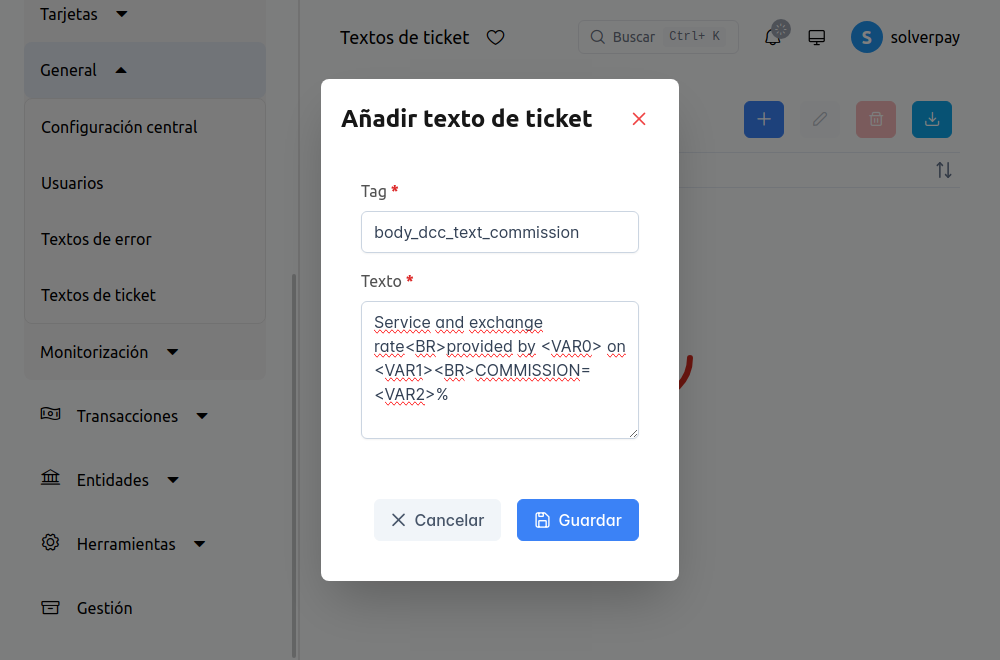 Tarjetas
General
Configuración central
Usuarios
Textos de error
Textos de ticket
Monitorización
Transacciones
Entidades
Herramientas
Gestión
Textos de ticket
Buscar Ctrl+ K
S solverpay
Añadir texto de ticket
Tag *
body_dcc_text_commission
Texto *
Service and exchange
rate<BR>provided by <VAR0> on
<VAR1><BR>COMMISSION=
<VAR2>%
Cancelar
Guardar